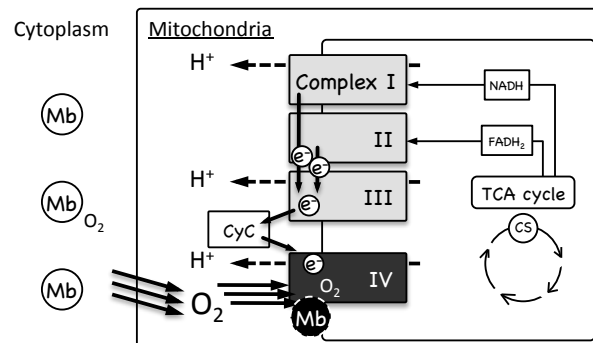 Cytoplasm
Mitochondria
H+
Complex I
NADH
Mb
II
FADH2
e-
e-
H+
Mb
O2
e-
III
TCA cycle
CyC
CS
H+
e-
Mb
O2
O2
IV
Mb